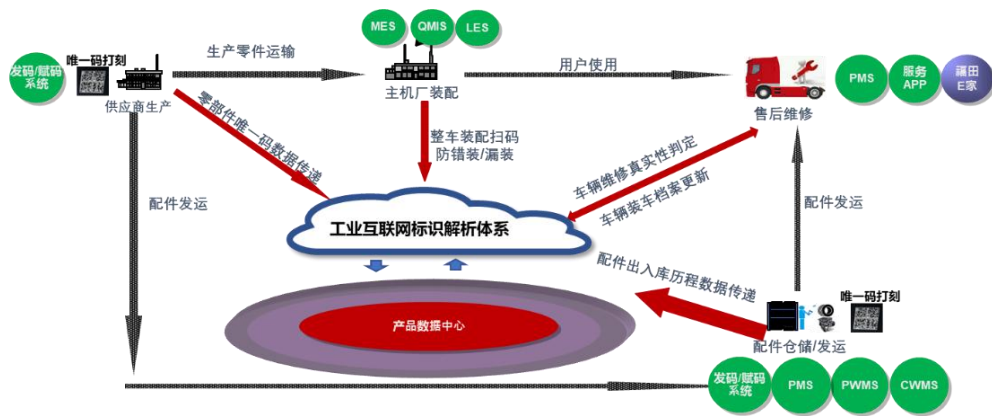 MES
QMIS
LES
发码/赋码
系统
唯一码打刻
生产零件运输
用户使用
PMS
服务
APP
福田
E家
供应商生产
主机厂装配
售后维修
零部件唯一码数据传递
整车装配扫码
防错装/漏装
车辆维修真实性判定
车辆装车档案更新
配件发运
配件发运
工业互联网标识解析体系
配件出入库历程数据传递
唯一码打刻
产品数据中心
配件仓储/发运
发码/赋码
系统
PMS
PWMS
CWMS